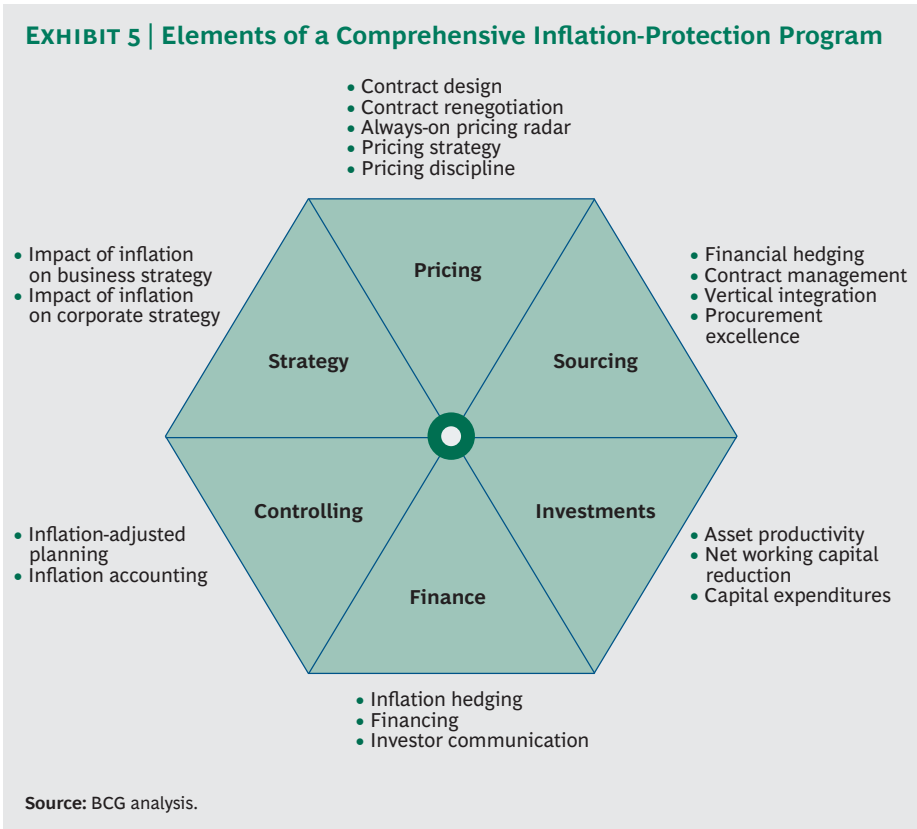 EXHIBIT 5 | Elements of a Comprehensive Inflation-Protection Program
• Contract design
• Contract renegotiation
• Always-on pricing radar
• Pricing strategy
• Pricing discipline
• Impact of inflation
on business strategy
• Impact of inflation
on corporate strategy
Pricing
• Financial hedging
• Contract management
• Vertical integration
• Procurement
excellence
Strategy
Sourcing
Controlling
Investments
• Inflation-adjusted
planning
• Inflation accounting
Finance
• Asset productivity
• Net working capital
reduction
• Capital expenditures
• Inflation hedging
• Financing
• Investor communication
Source: BCG analysis.